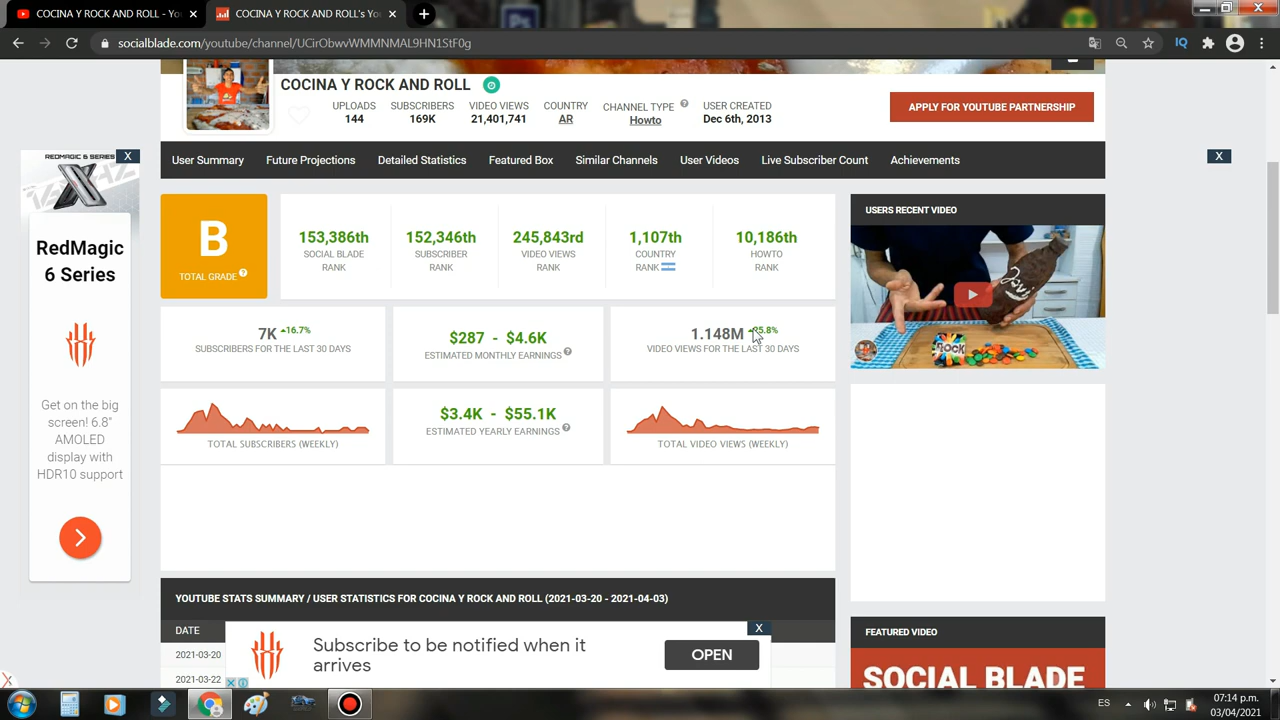 COCINA Y ROCK AND ROLL - Yo
COCINA Y ROCK AND ROLL's Yo
socialblade.com/youtube/channel/UCirObwvWMMNMAL9HN1StF0g
COCINA Y ROCK AND ROLL
UPLOADS
144
SUBSCRIBERS
169K
VIDEO VIEWS
21,401,741
COUNTRY
AR
CHANNEL TYPE
Howto
USER CREATED
Dec 6th, 2013
APPLY FOR YOUTUBE PARTNERSHIP
User Summary
Future Projections
Detailed Statistics
Featured Box
Similar Channels
User Videos
Live Subscriber Count
Achievements
REDMAGIC 6 SERIES
X
RedMagic
6 Series
Get on the big
screen! 6.8"
AMOLED
display with
HDR10 support
X
B
TOTAL GRADE
153,386th
SOCIAL BLADE
RANK
152,346th
SUBSCRIBER
RANK
245,843rd
VIDEO VIEWS
RANK
1,107th
COUNTRY
RANK
10,186th
HOWTO
RANK
7K 16.7%
SUBSCRIBERS FOR THE LAST 30 DAYS
$287 - $4.6K
ESTIMATED MONTHLY EARNINGS
1.148M
VIDEO VIEWS FOR THE LAST 30 DAYS
TOTAL SUBSCRIBERS (WEEKLY)
$3.4K - $55.1K
ESTIMATED YEARLY EARNINGS
TOTAL VIDEO VIEWS (WEEKLY)
USERS RECENT VIDEO
ROCK
YOUTUBE STATS SUMMARY / USER STATISTICS FOR COCINA Y ROCK AND ROLL (2021-03-20 - 2021-04-03)
DATE
2021-03-20
2021-03-22
Subscribe to be notified when it
arrives
OPEN
X
FEATURED VIDEO
SOCIAL BLADE
ES
07:14 p.m.
03/04/2021